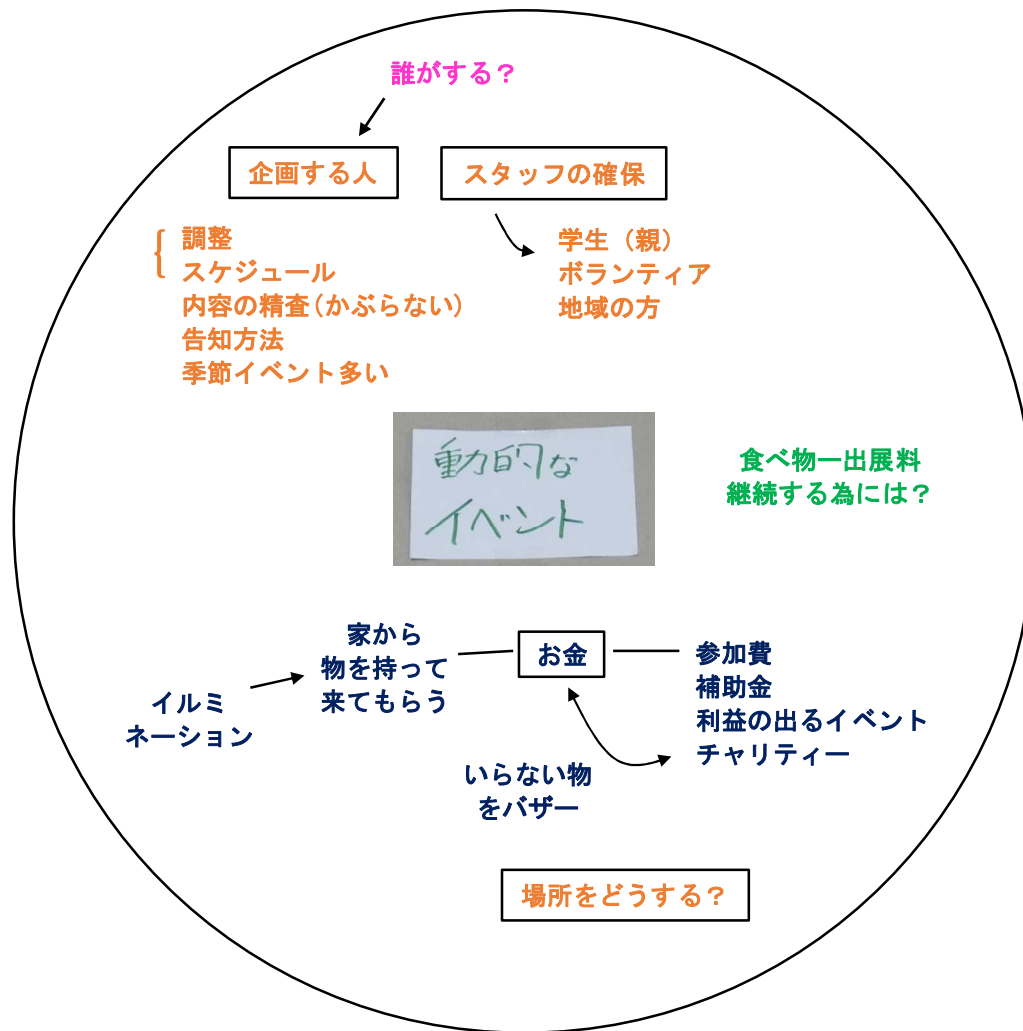 誰がする？
企画する人
スタッフの確保
調整
スケジュール
内容の精査(かぶらない)
告知方法
季節イベント多い
学生（親）
ボランティア
地域の方
動的な
イベント
食べ物ー出展料
継続する為には？
家から
物を持って
来てもらう
お金
参加費
補助金
利益の出るイベント
チャリティー
イルミ
ネーション
いらない物
をバザー
場所をどうする？